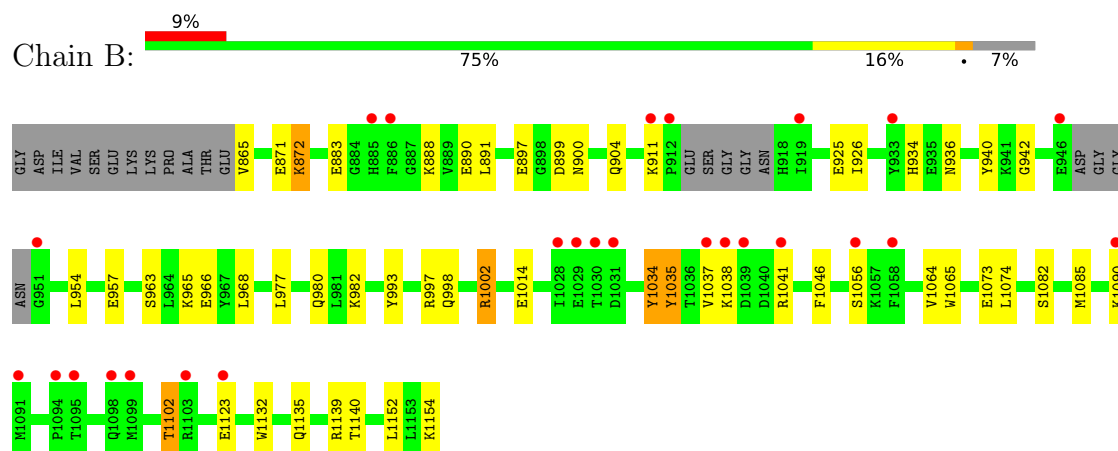 9%
Chain B:
75% 16% • 7%
GLY ASP ILE VAL SER GLU LYS LYS PRO ALA THR GLU V865 E871 K872 E883 G884 H885 F886 G887 K888 V889 E890 L891 E897 G898 D899 N900 Q904 K911 P912 GLU SER GLY GLY ASN H918 I919 E925 I926 Y933 H934 E935 N936 Y940 K941 G942 E946 ASP GLY GLY
ASN G951 L954 E957 S963 L964 K965 E966 Y967 L968 L977 Q980 L981 K982 Y993 R997 Q998 R1002 E1014 I1028 E1029 T1030 D1031 Y1034 Y1035 T1036 V1037 K1038 D1039 D1040 R1041 F1046 S1056 K1057 F1058 V1064 W1065 E1073 L1074 S1082 M1085 K1090
M1091 P1094 T1095 Q1098 M1099 T1102 R1103 E1123 W1132 Q1135 R1139 T1140 L1152 L1153 K1154